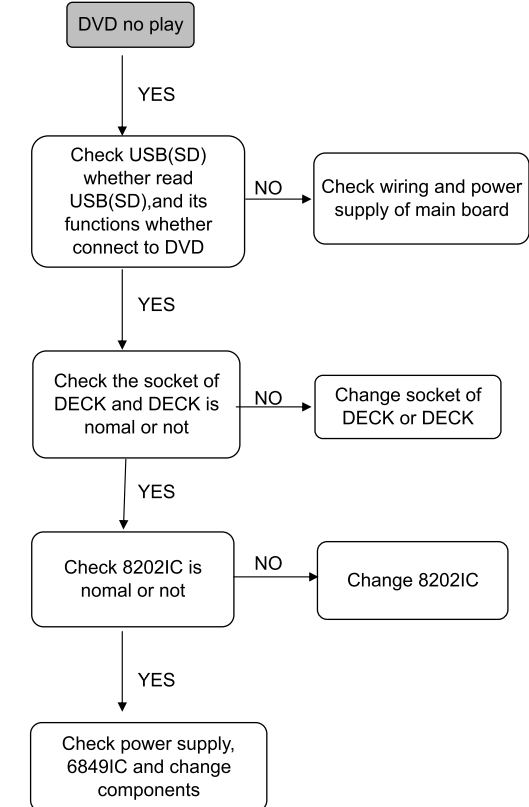 DVD no play
YES
Check USB(SD)
whether read
USB(SD),and its
functions whether
connect to DVD
NO
Check wiring and power
supply of main board
YES
Check the socket of
DECK and DECK is
nomal or not
NO
Change socket of
DECK or DECK
YES
Check 8202IC is
nomal or not
NO
Change 8202IC
YES
Check power supply,
6849IC and change
components